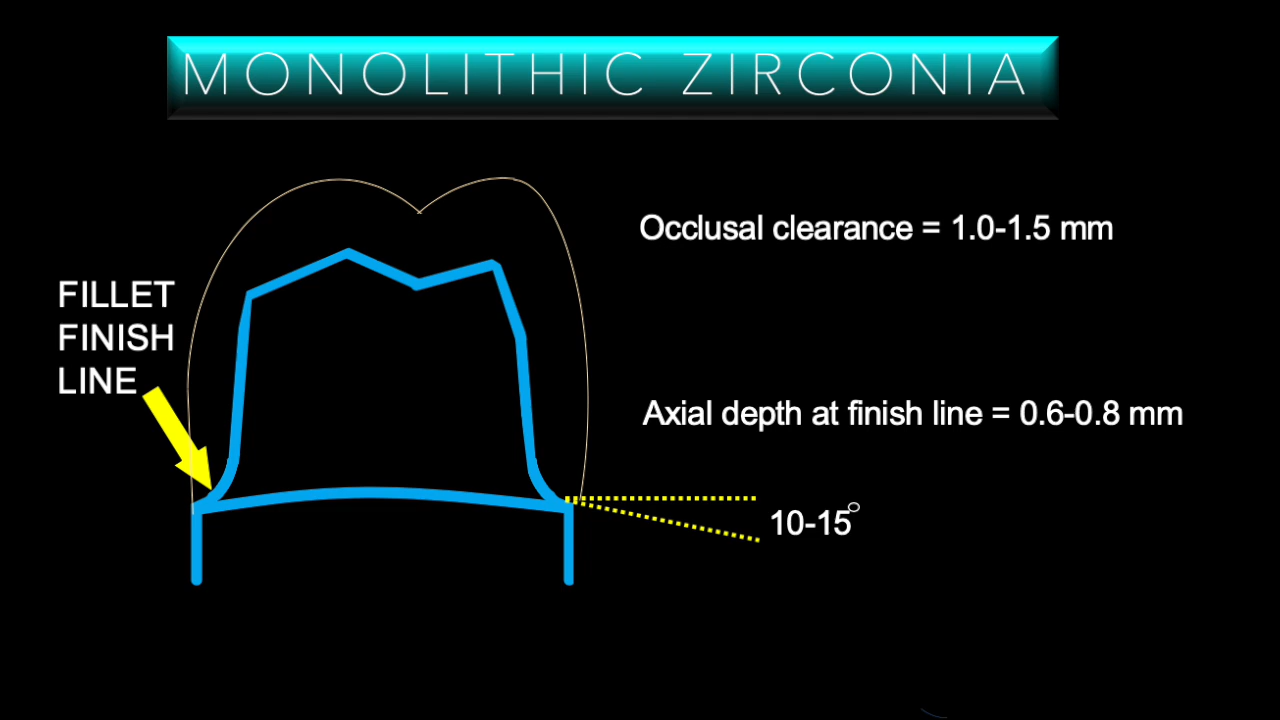 MONOLITHIC ZIRCONIA
Occlusal clearance = 1.0-1.5 mm
FILLET
FINISH
LINE
Axial depth at finish line = 0.6-0.8 mm
10-15°